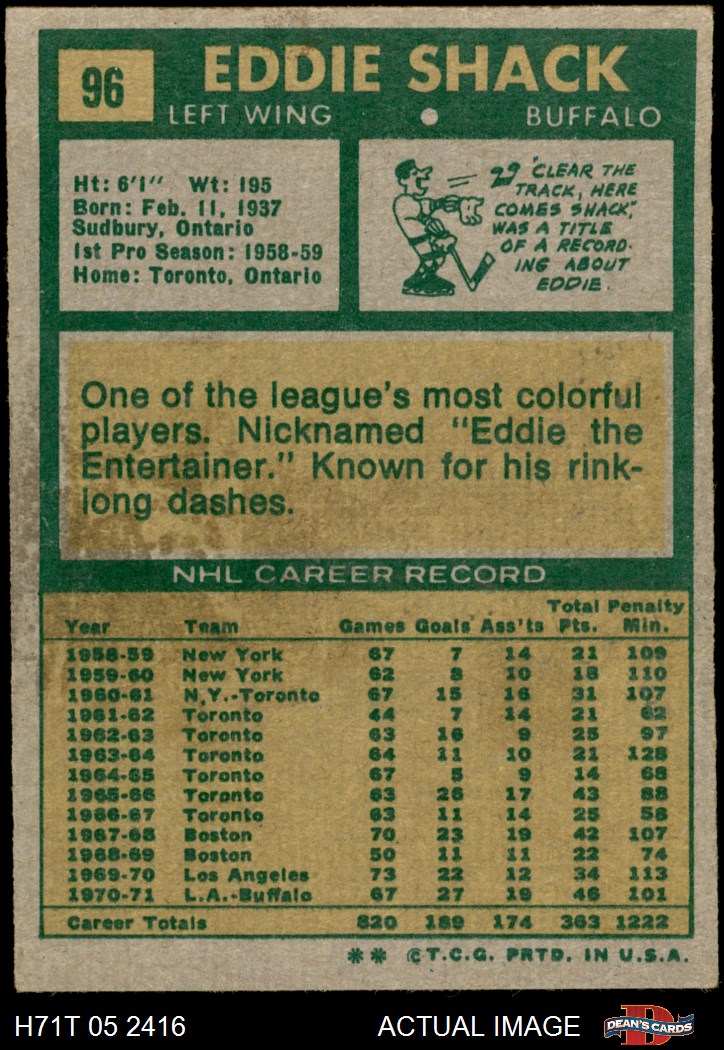 96
EDDIE SHACK
LEFT WING • BUFFALO
Ht: 6'1" Wt: 195
Born: Feb. 11, 1937
Sudbury, Ontario
1st Pro Season: 1958-59
Home: Toronto, Ontario
"CLEAR THE
TRACK, HERE
COMES SHACK,"
WAS A TITLE
OF A RECORD-
ING ABOUT
EDDIE.
One of the league's most colorful
players. Nicknamed "Eddie the
Entertainer." Known for his rink-
long dashes.
NHL CAREER RECORD
Year Team Games Goals Ass'ts Total Pts. Penalty Min.
1958-59 New York 67 7 14 21 109
1959-60 New York 62 8 10 18 110
1960-61 N.Y.-Toronto 67 15 16 31 107
1961-62 Toronto 44 7 14 21 62
1962-63 Toronto 63 16 9 25 97
1963-64 Toronto 64 11 10 21 128
1964-65 Toronto 67 5 9 14 68
1965-66 Toronto 63 26 17 43 88
1966-67 Toronto 63 11 14 25 58
1967-68 Boston 70 23 19 42 107
1968-69 Boston 50 11 11 22 74
1969-70 Los Angeles 73 22 12 34 113
1970-71 L.A.-Buffalo 67 27 19 46 101
Career Totals 820 189 174 363 1222
** ©T.C.G. PRTD. IN U.S.A.
H71T 05 2416 ACTUAL IMAGE D DEAN'S CARDS